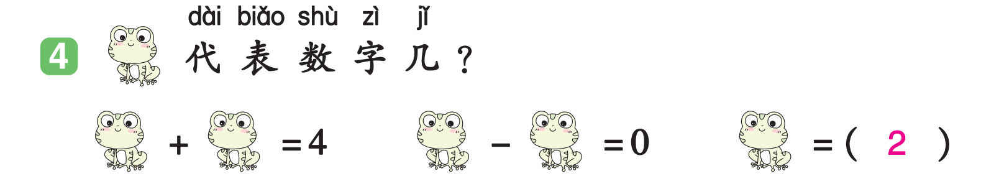 dài biǎo shù zì jǐ
4 代表数字几?
+ =4 - =0 =( 2 )